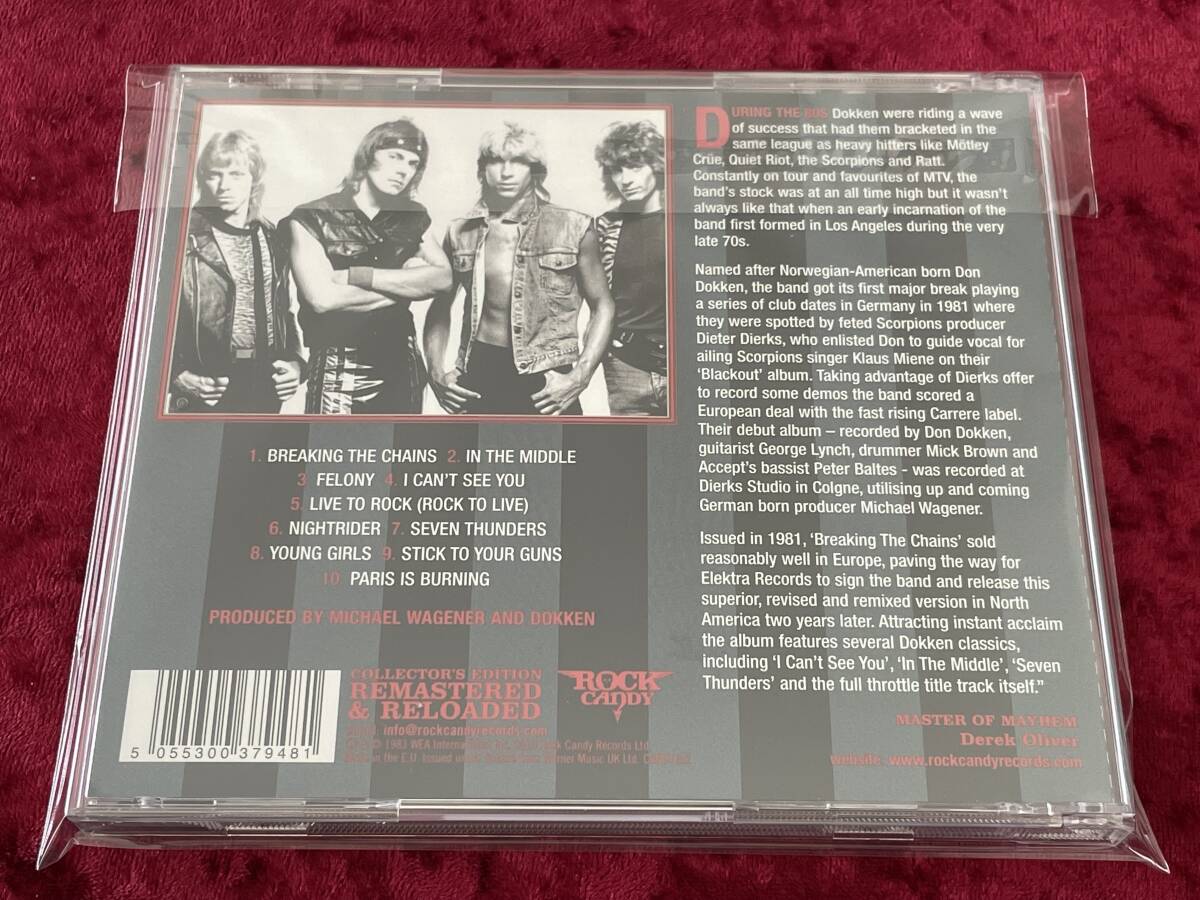 DURING THE 80S Dokken were riding a wave
of success that had them bracketed in the
same league as heavy hitters like Mötley
Crüe, Quiet Riot, the Scorpions and Ratt.
Constantly on tour and favourites of MTV, the
band's stock was at an all time high but it wasn't
always like that when an early incarnation of the
band first formed in Los Angeles during the very
late 70s.
Named after Norwegian-American born Don
Dokken, the band got its first major break playing
a series of club dates in Germany in 1981 where
they were spotted by feted Scorpions producer
Dieter Dierks, who enlisted Don to guide vocal for
ailing Scorpions singer Klaus Miene on their
'Blackout' album. Taking advantage of Dierks offer
to record some demos the band scored a
European deal with the fast rising Carrere label.
Their debut album – recorded by Don Dokken,
guitarist George Lynch, drummer Mick Brown and
Accept's bassist Peter Baltes - was recorded at
Dierks Studio in Colgne, utilising up and coming
German born producer Michael Wagener.
Issued in 1981, 'Breaking The Chains' sold
reasonably well in Europe, paving the way for
Elektra Records to sign the band and release this
superior, revised and remixed version in North
America two years later. Attracting instant acclaim
the album features several Dokken classics,
including 'I Can't See You', 'In The Middle', 'Seven
Thunders' and the full throttle title track itself."
MASTER OF MAYHEM
Derek Oliver
website: www.rockcandyrecords.com
1. BREAKING THE CHAINS 2. IN THE MIDDLE
3. FELONY 4. I CAN'T SEE YOU
5. LIVE TO ROCK (ROCK TO LIVE)
6. NIGHTRIDER 7. SEVEN THUNDERS
8. YOUNG GIRLS 9. STICK TO YOUR GUNS
10. PARIS IS BURNING
PRODUCED BY MICHAEL WAGENER AND DOKKEN
COLLECTOR'S EDITION
REMASTERED
& RELOADED
ROCK
CANDY
info@rockcandyrecords.com
© 1983 WEA Rock Candy Records Ltd
in the E.U. Issued under Music UK Ltd.
5 055300 379481